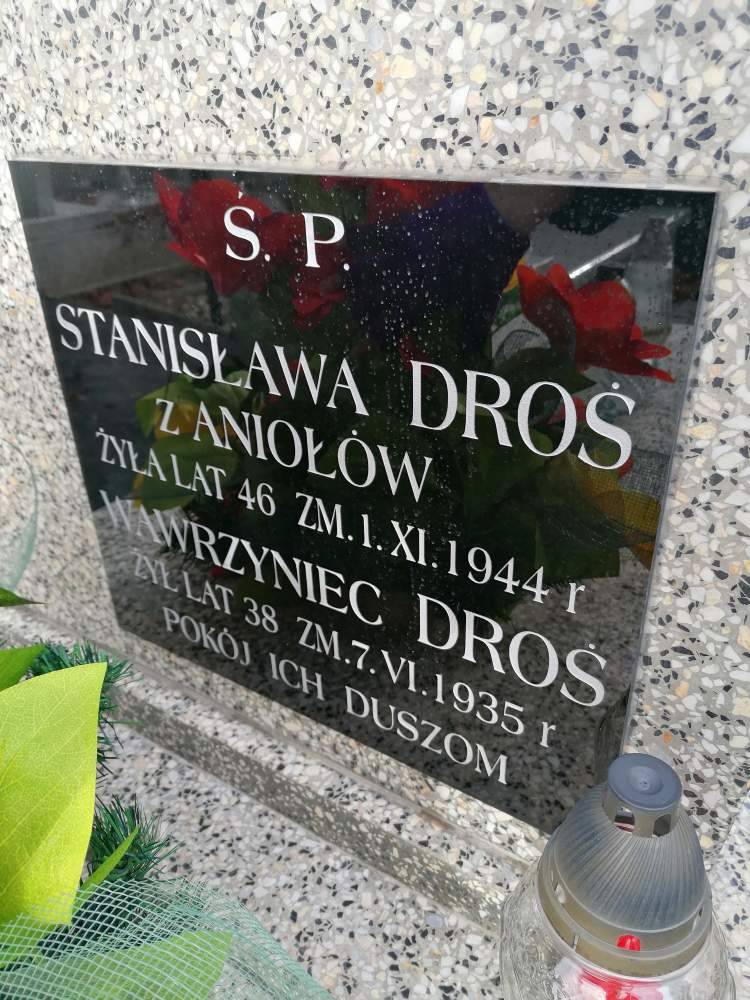 Ś. P.
STANISŁAWA DROŚ
Z ANIOŁÓW
ŻYŁA LAT 46 ZM. 1. XI. 1944 r
WAWRZYNIEC DROŚ
ŻYŁ LAT 38 ZM. 7. VI. 1935 r
POKÓJ ICH DUSZOM